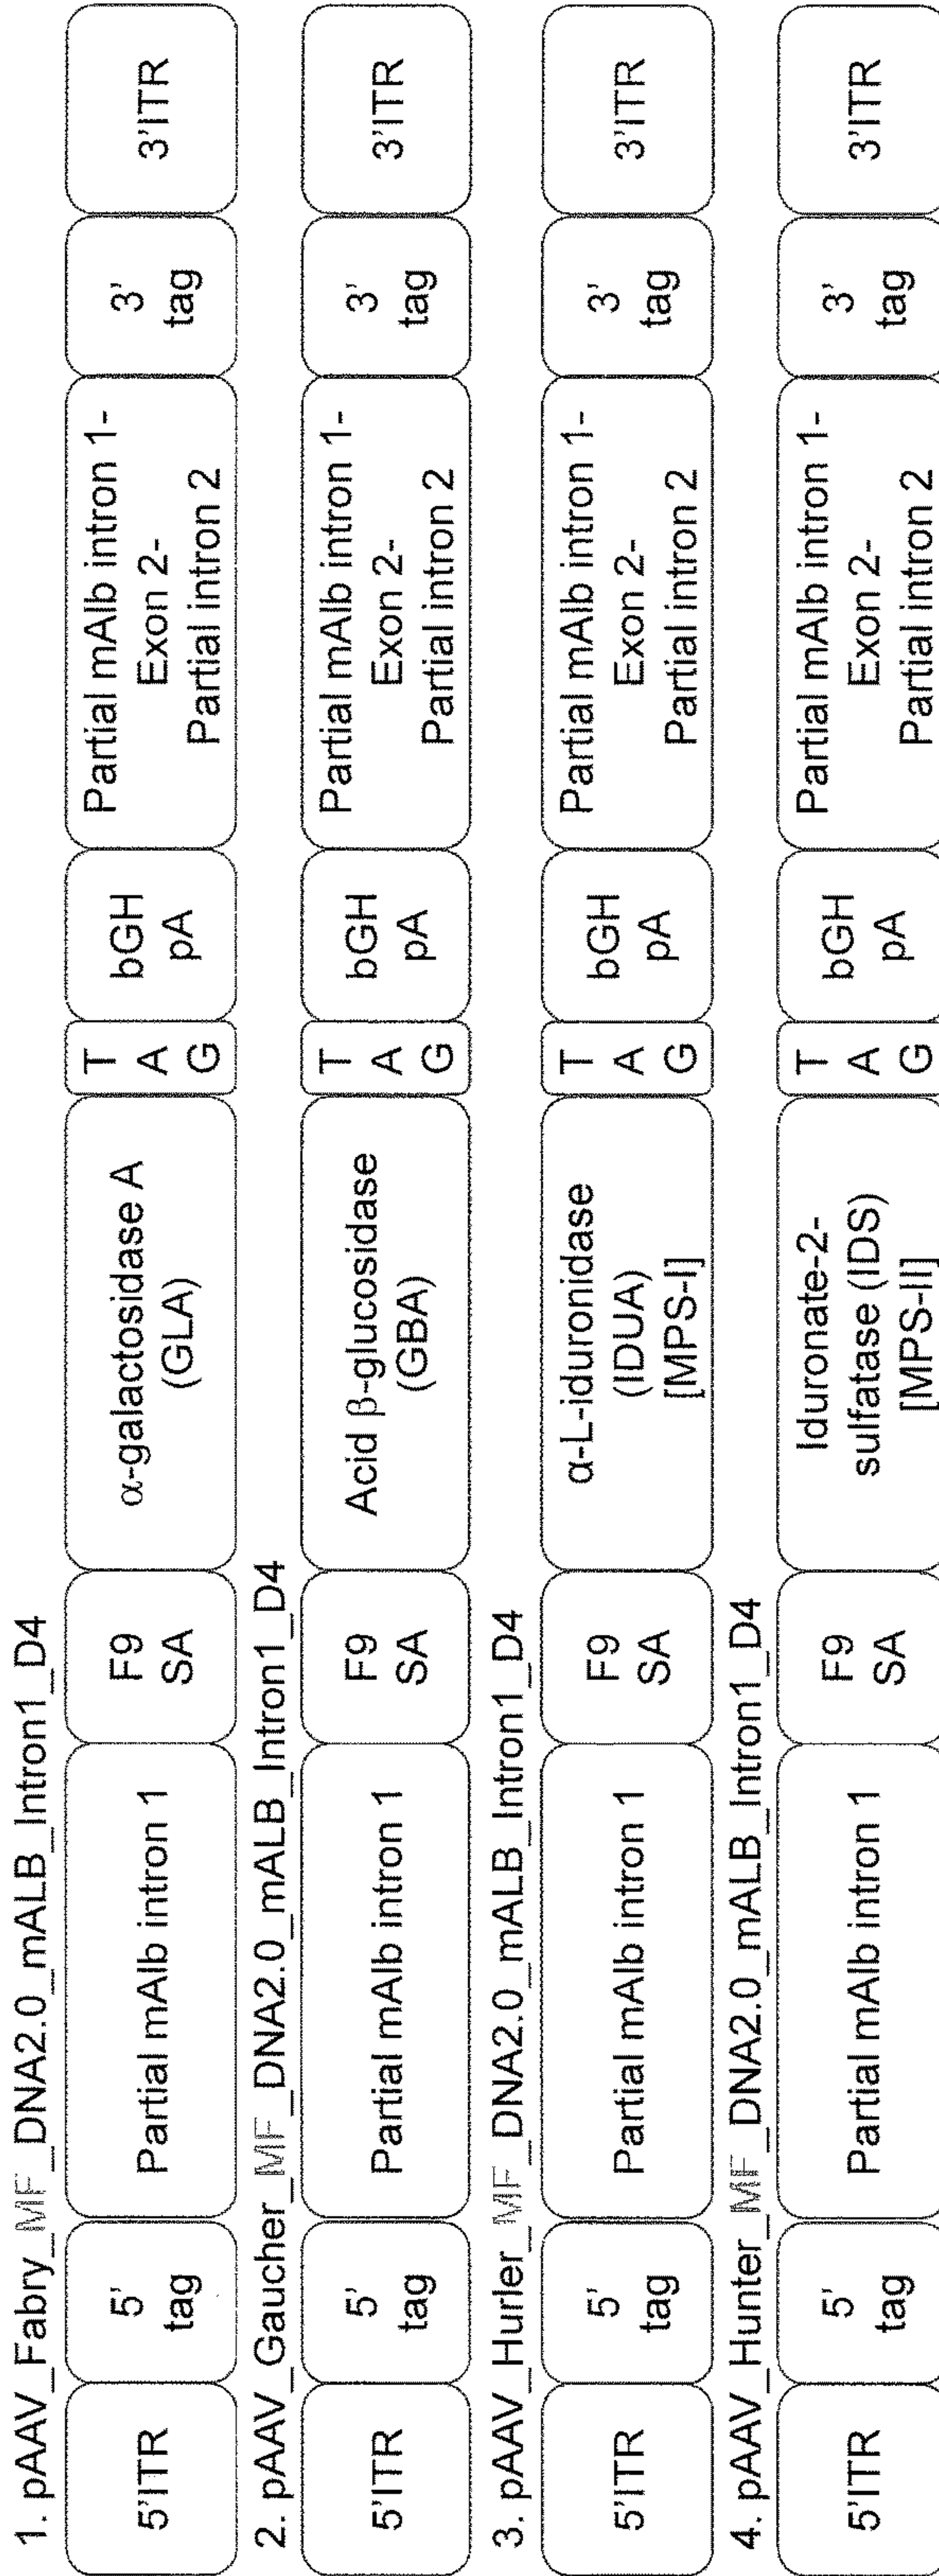 1. pAAV_Fabry_MF_DNA2.0_mALB_Intron1_D4
5'ITR
5'
tag
Partial mAlb intron 1
F9
SA
α-galactosidase A
(GLA)
T
A
G
bGH
pA
Partial mAlb intron 1-
Exon 2-
Partial intron 2
3'
tag
3'ITR
2. pAAV_Gaucher_MF_DNA2.0_mALB_Intron1_D4
5'ITR
5'
tag
Partial mAlb intron 1
F9
SA
Acid β-glucosidase
(GBA)
T
A
G
bGH
pA
Partial mAlb intron 1-
Exon 2-
Partial intron 2
3'
tag
3'ITR
3. pAAV_Hurler_MF_DNA2.0_mALB_Intron1_D4
5'ITR
5'
tag
Partial mAlb intron 1
F9
SA
α-L-iduronidase
(IDUA)
[MPS-I]
T
A
G
bGH
pA
Partial mAlb intron 1-
Exon 2-
Partial intron 2
3'
tag
3'ITR
4. pAAV_Hunter_MF_DNA2.0_mALB_Intron1_D4
5'ITR
5'
tag
Partial mAlb intron 1
F9
SA
Iduronate-2-
sulfatase (IDS)
[MPS-II]
T
A
G
bGH
pA
Partial mAlb intron 1-
Exon 2-
Partial intron 2
3'
tag
3'ITR